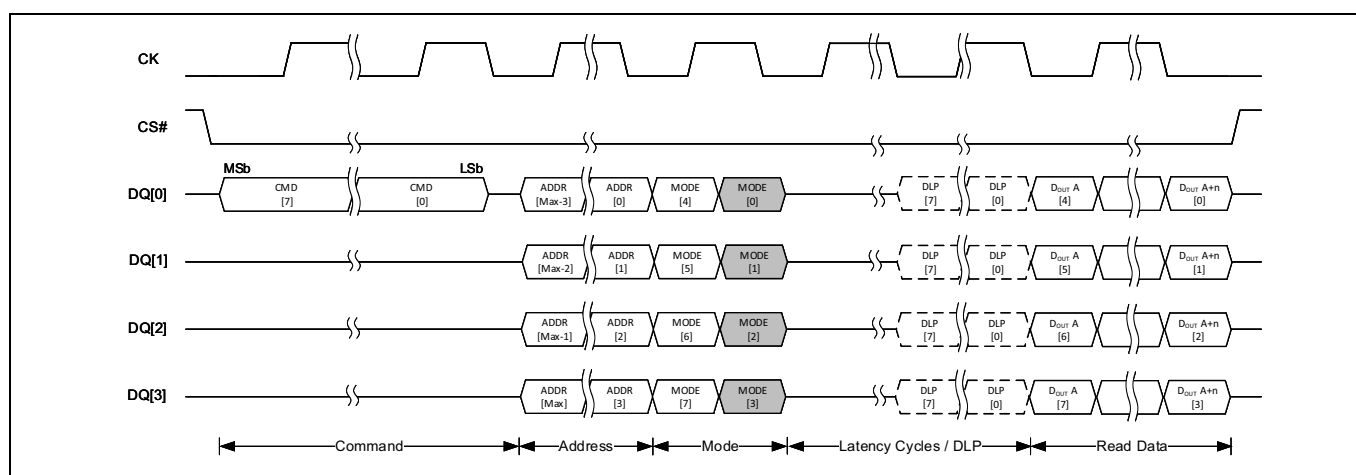 CK
CS#
MSb LSb
DQ[0] CMD [7] CMD [0] ADDR [Max-3] ADDR [0] MODE [4] MODE [0] DLP [7] DLP [0] DOUT A [4] DOUT A+n [0]
DQ[1] ADDR [Max-2] ADDR [1] MODE [5] MODE [1] DLP [7] DLP [0] DOUT A [5] DOUT A+n [1]
DQ[2] ADDR [Max-1] ADDR [2] MODE [6] MODE [2] DLP [7] DLP [0] DOUT A [6] DOUT A+n [2]
DQ[3] ADDR [Max] ADDR [3] MODE [7] MODE [3] DLP [7] DLP [0] DOUT A [7] DOUT A+n [3]
Command Address Mode Latency Cycles / DLP Read Data